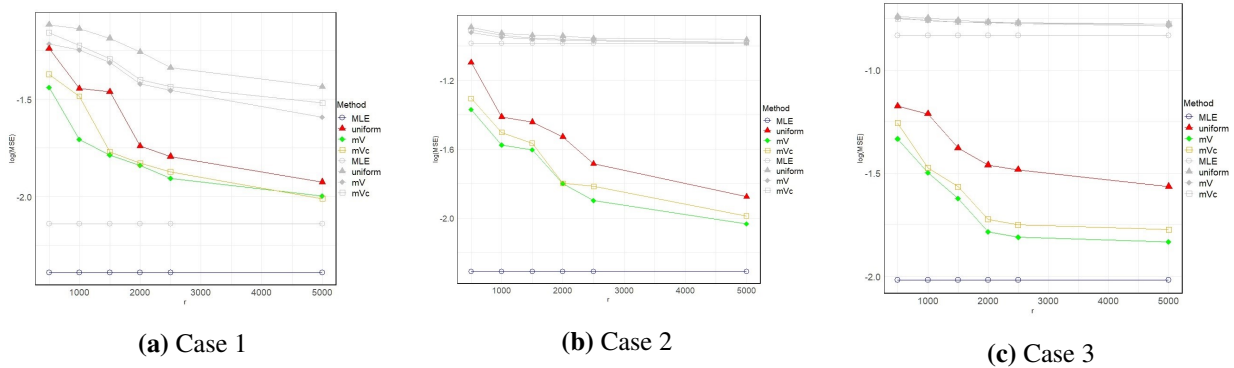 -1.5
-2.0
log(MSE)
1000
2000
3000
4000
5000
r
Method
MLE
uniform
mV
mVc
MLE
uniform
mV
mVc
(a) Case 1
-1.2
-1.6
-2.0
log(MSE)
1000
2000
3000
4000
5000
r
Method
MLE
uniform
mV
mVc
MLE
uniform
mV
mVc
(b) Case 2
-1.0
-1.5
-2.0
log(MSE)
1000
2000
3000
4000
5000
r
Method
MLE
uniform
mV
mVc
MLE
uniform
mV
mVc
(c) Case 3